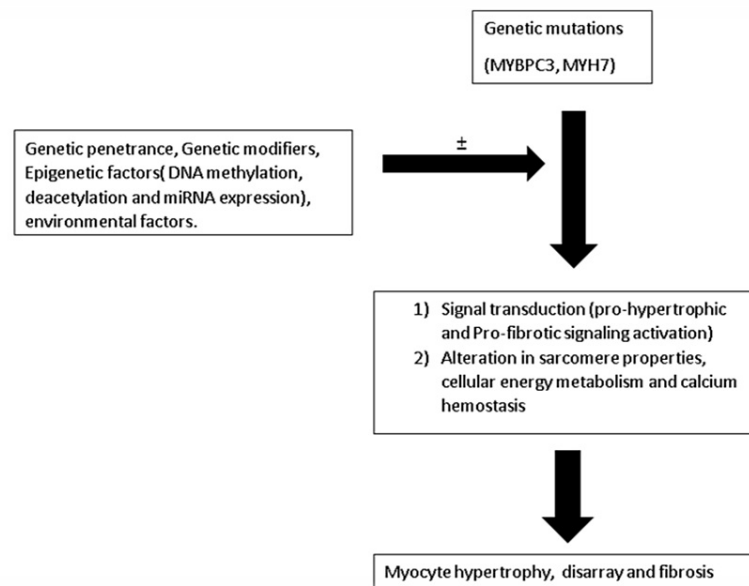 Genetic mutations
(MYBPC3, MYH7)
±
Genetic penetrance, Genetic modifiers,
Epigenetic factors( DNA methylation,
deacetylation and miRNA expression),
environmental factors.
1) Signal transduction (pro-hypertrophic
and Pro-fibrotic signaling activation)
2) Alteration in sarcomere properties,
cellular energy metabolism and calcium
hemostasis
Myocyte hypertrophy, disarray and fibrosis